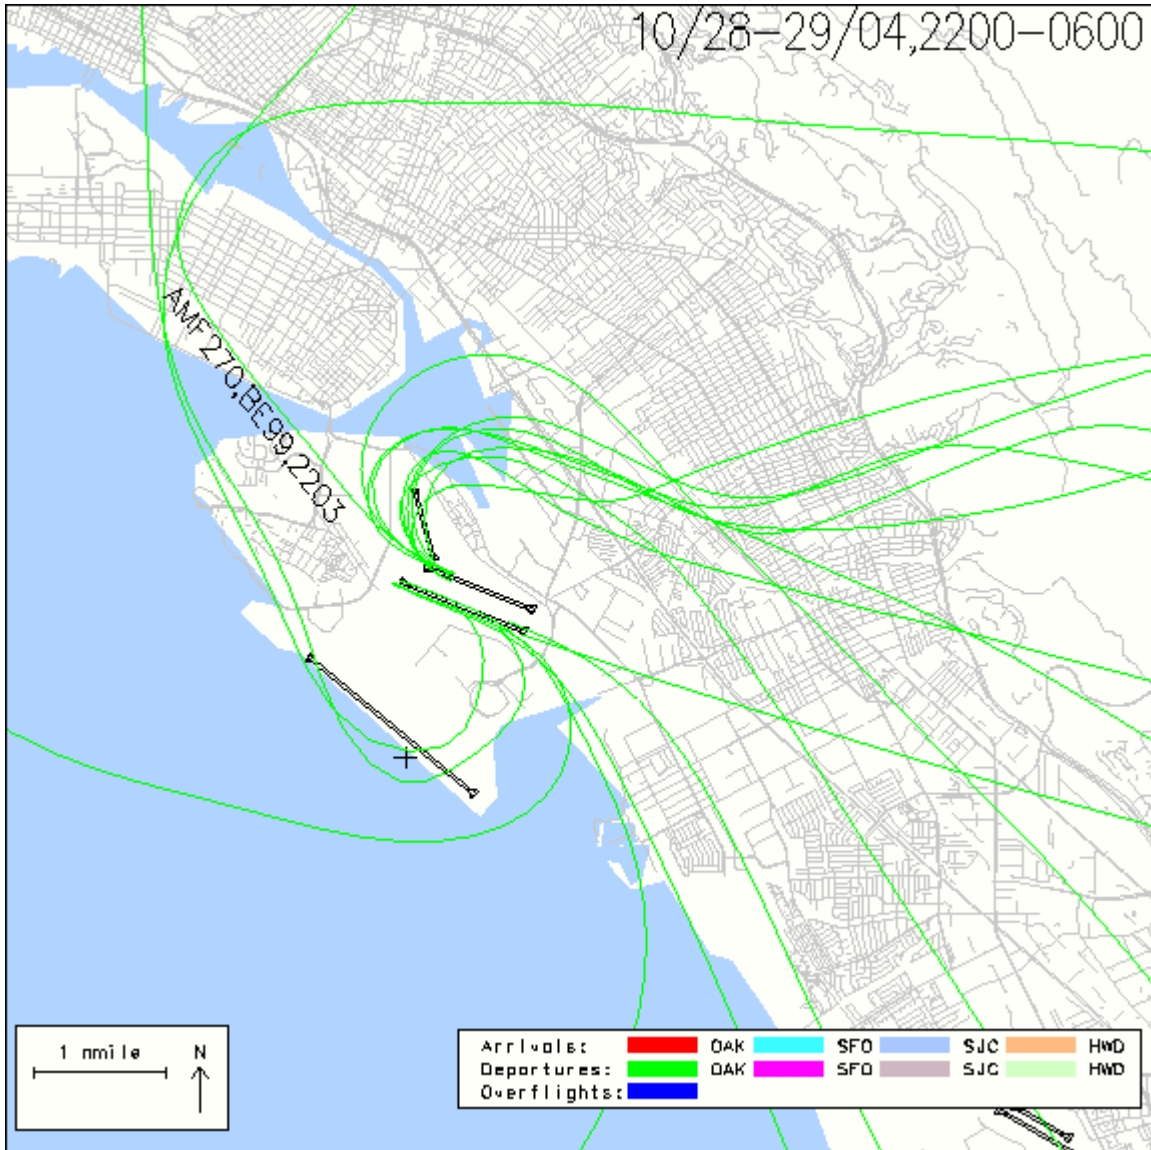 10/28-29/04,2200-0600
AMF270,BE99,2203
1 nmile N
Arrivals: OAK SFO SJC HWD
Departures: OAK SFO SJC HWD
Overflights: